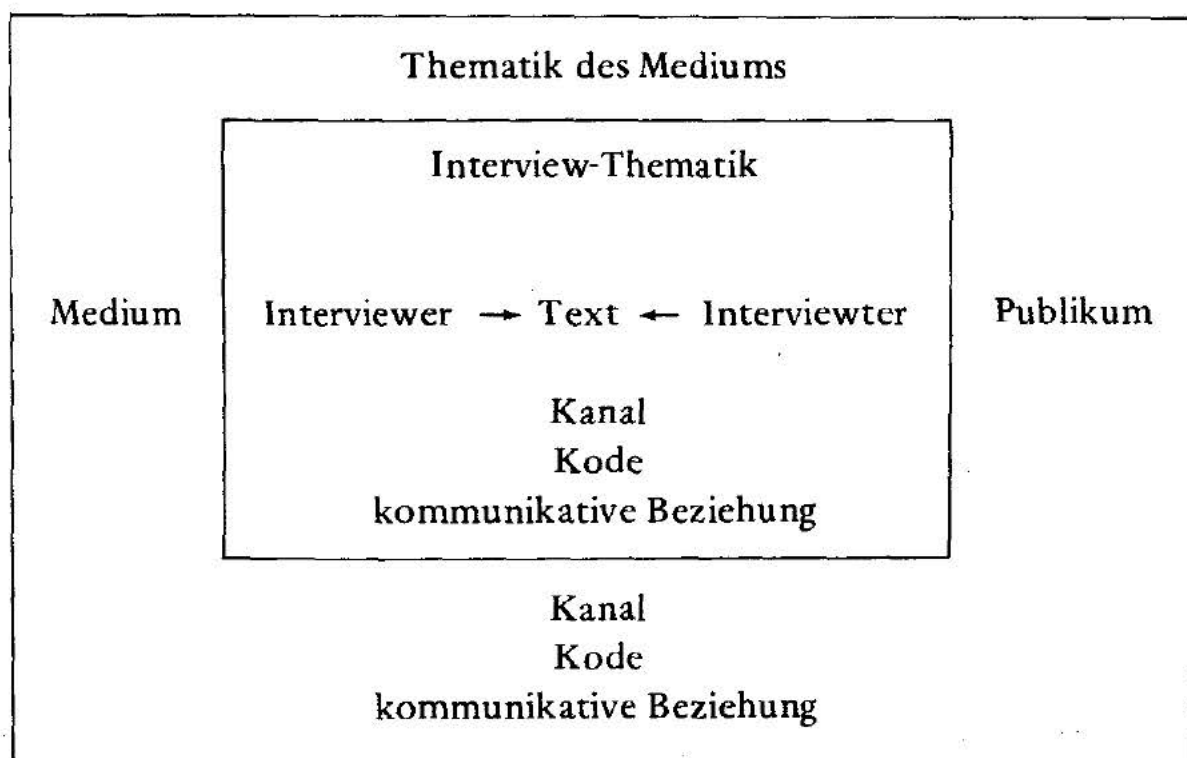 Thematik des Mediums
Interview-Thematik
Medium Interviewer → Text ← Interviewter Publikum
Kanal
Kode
kommunikative Beziehung
Kanal
Kode
kommunikative Beziehung